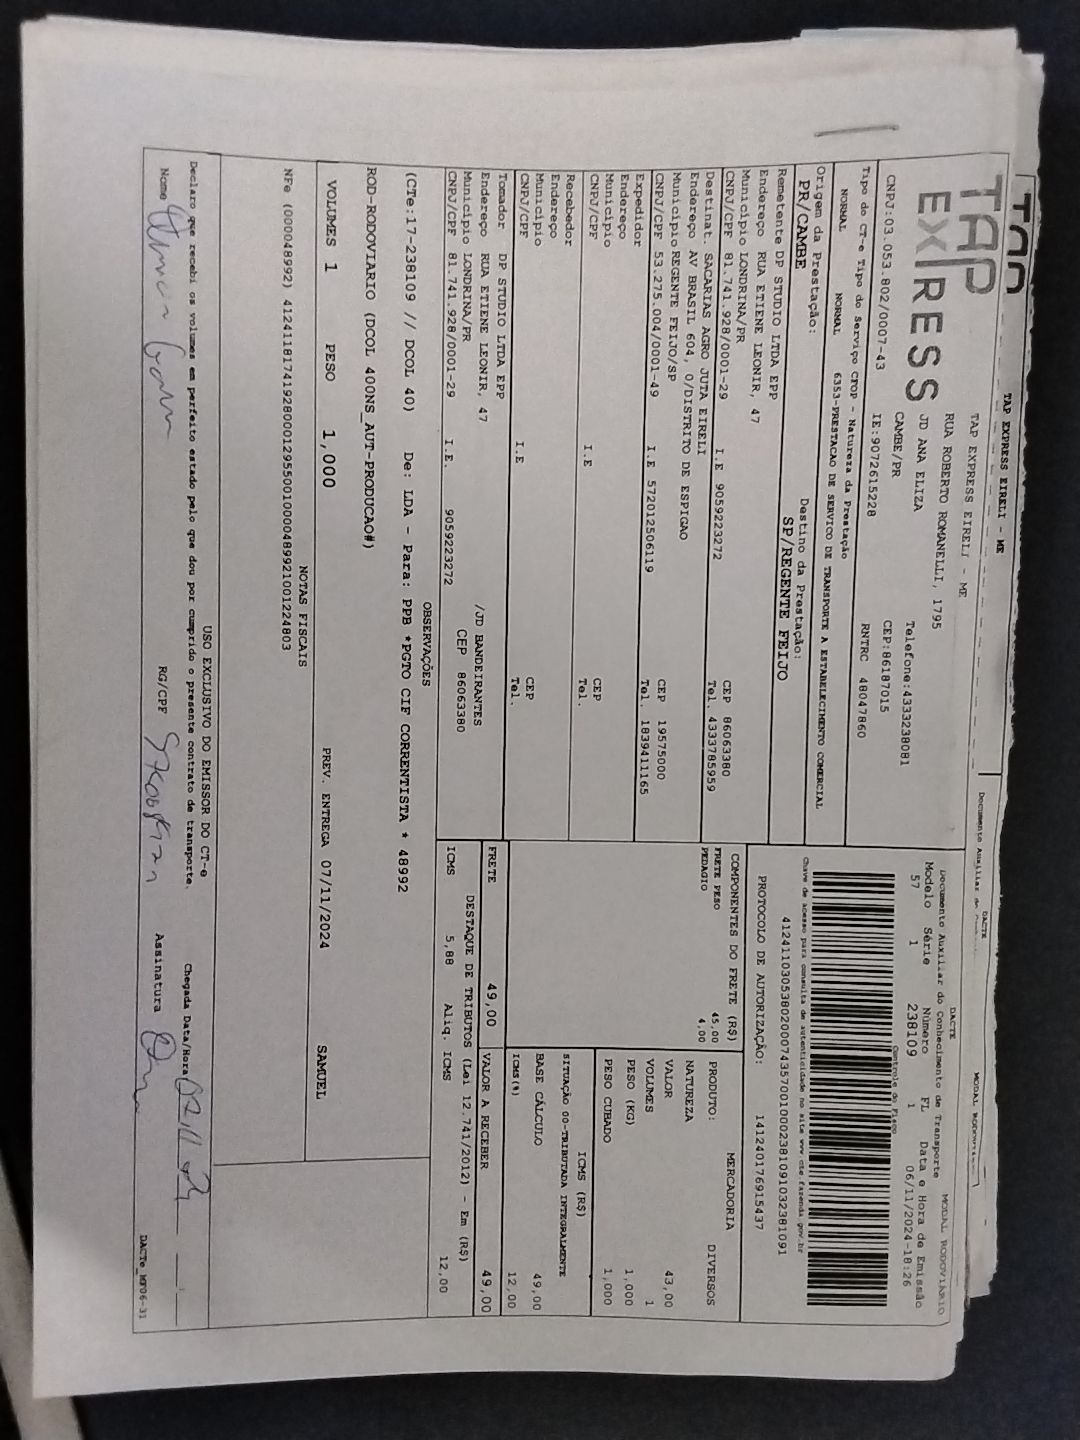 TAP EXPRESS EIRELI - ME
TAP
EXPRESS
TAP EXPRESS EIRELI - ME
RUA ROBERTO ROMANELLI, 1795
JD ANA ELIZA
CAMBE/PR
Telefone:4333238081
CEP:86187015
CNPJ:03.053.802/0007-43 IE:9072615228 RNTRC 48047860
DACTE MODAL RODOVIÁRIO
Documento Auxiliar do Conhecimento de Transporte
Modelo Série Número FL Data e Hora de Emissão
57 1 238109 1 06/11/2024-18:26
Controle do Fisco
Chave de acesso para consulta de autenticidade no site www.cte.fazenda.gov.br
41241103053802000743570010002381091032381091
PROTOCOLO DE AUTORIZAÇÃO: 141240176915437
Tipo do CT-e Tipo do Serviço CFOP - Natureza da Prestação
NORMAL NORMAL 6353-PRESTACAO DE SERVICO DE TRANSPORTE A ESTABELECIMENTO COMERCIAL
Origem da Prestação: Destino da Prestação:
PR/CAMBE SP/REGENTE FEIJO
Remetente DP STUDIO LTDA EPP
Endereço RUA ETIENE LEONIR, 47
Município LONDRINA/PR CEP 86063380
CNPJ/CPF 81.741.928/0001-29 I.E 9059223272 Tel. 4333785959
Destinat. SACARIAS AGRO JUTA EIRELI
Endereço AV BRASIL 604, 0/DISTRITO DE ESPIGAO
Município REGENTE FEIJO/SP CEP 19575000
CNPJ/CPF 53.275.004/0001-49 I.E 572012506119 Tel. 1839411165
Expedidor
Endereço
Município CEP
CNPJ/CPF I.E Tel.
Recebedor
Endereço
Município CEP
CNPJ/CPF I.E Tel.
Tomador DP STUDIO LTDA EPP
Endereço RUA ETIENE LEONIR, 47 /JD BANDEIRANTES
Município LONDRINA/PR CEP 86063380
CNPJ/CPF 81.741.928/0001-29 I.E. 9059223272
COMPONENTES DO FRETE (R$)
FRETE PESO 45,00
PEDAGIO 4,00
MERCADORIA
PRODUTO: DIVERSOS
NATUREZA
VALOR 43,00
VOLUMES 1
PESO (KG) 1,000
PESO CUBADO 1,000
ICMS (R$)
SITUAÇÃO 00-TRIBUTADA INTEGRALMENTE
BASE CÁLCULO 49,00
ICMS(%) 12,00
FRETE 49,00 VALOR A RECEBER 49,00
DESTAQUE DE TRIBUTOS (Lei 12.741/2012) - Em (R$)
ICMS 5,88 Aliq. ICMS 12,00
OBSERVAÇÕES
(CTe:17-238109 // DCOL 40) De: LDA - Para: PPB *PGTO CIF CORRENTISTA * 48992
ROD-RODOVIARIO (DCOL 400NS_AUT-PRODUCAO#)
VOLUMES 1 PESO 1,000 PREV. ENTREGA 07/11/2024 SAMUEL
NOTAS FISCAIS
NFe (000048992) 41241181741928000129550010000489921001224803
USO EXCLUSIVO DO EMISSOR DO CT-e
Declaro que recebi os volumes em perfeito estado pelo que dou por cumprido o presente contrato de transporte. Chegada Data/Hora
Nome RG/CPF Assinatura
DACTe_MP06-31